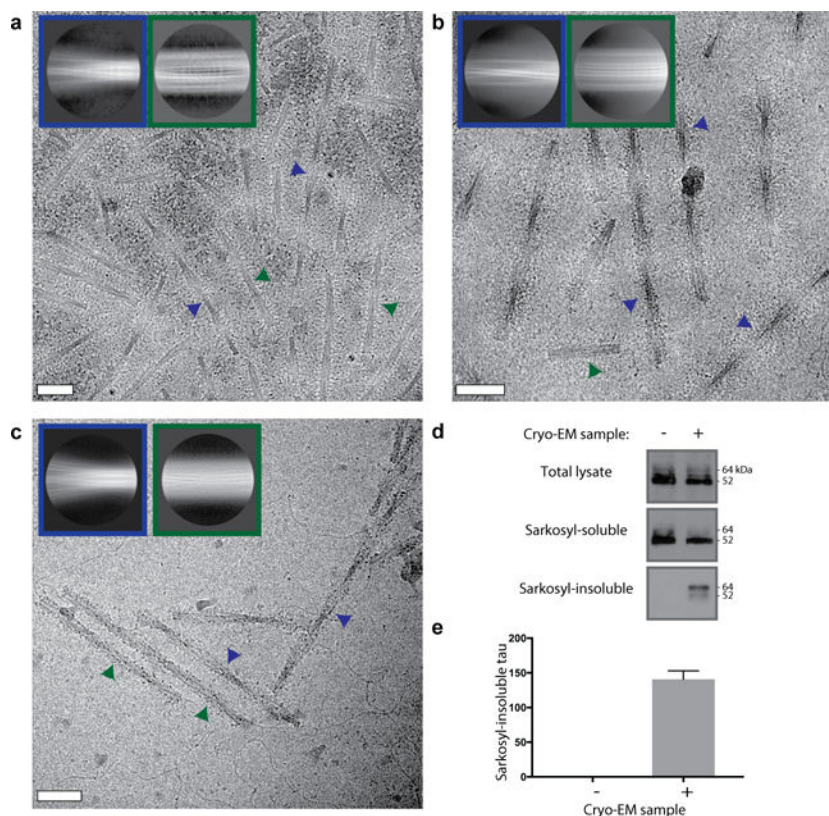 a
b
c
d
Cryo-EM sample: - +
Total lysate
64 kDa
52
Sarkosyl-soluble
64
52
Sarkosyl-insoluble
64
52
e
Sarkosyl-insoluble tau
200
150
100
50
0
- +
Cryo-EM sample